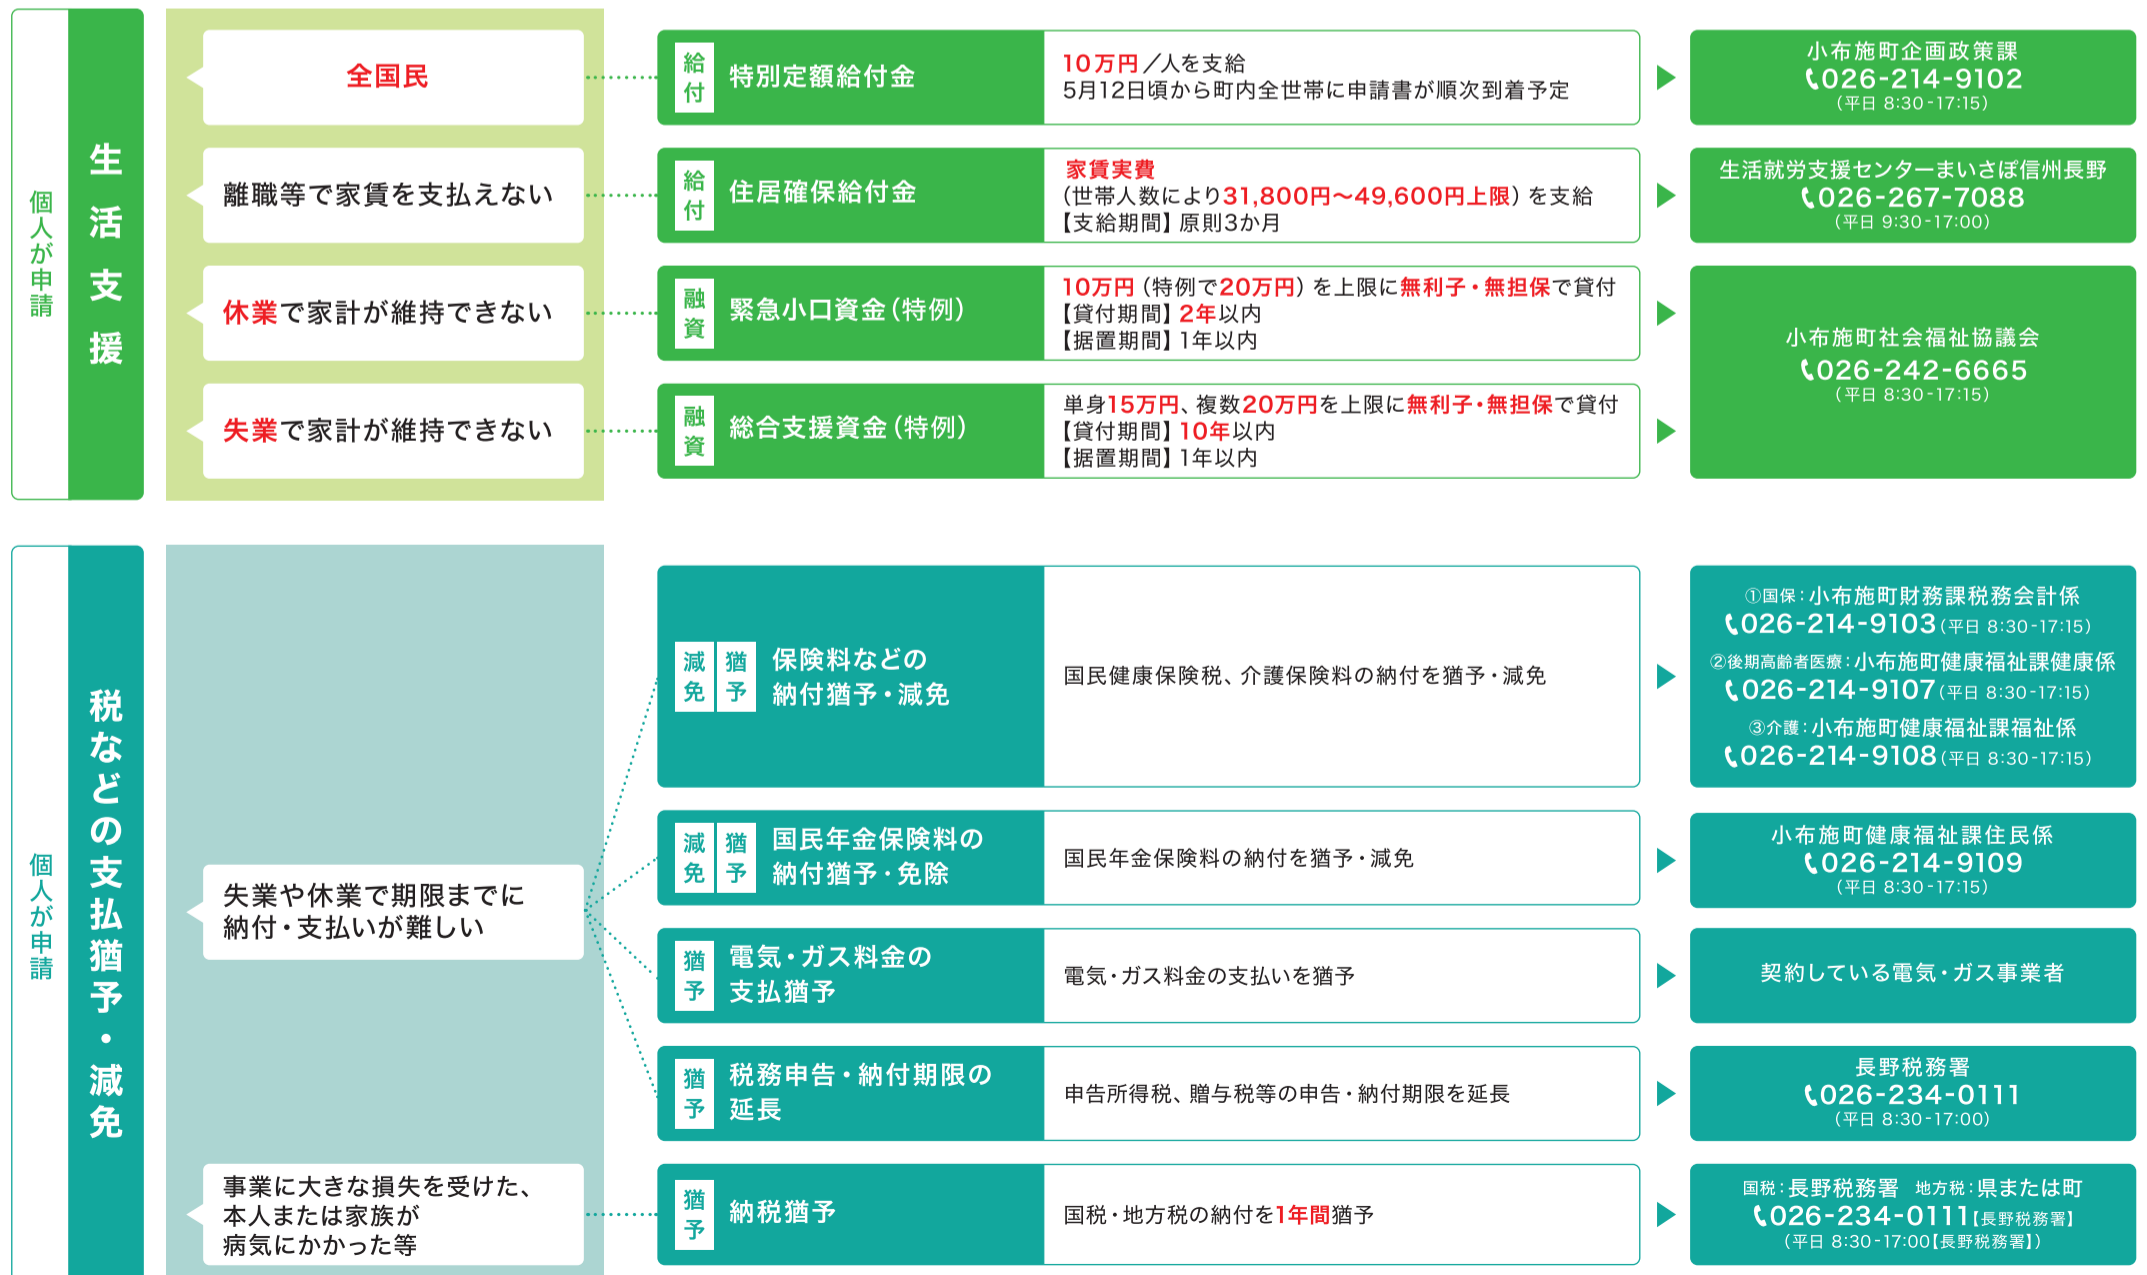 個人が申請
生活支援
全国民
給付
特別定額給付金
10万円／人を支給
5月12日頃から町内全世帯に申請書が順次到着予定
小布施町企画政策課
026-214-9102
（平日 8:30-17:15）
離職等で家賃を支払えない
給付
住居確保給付金
家賃実費
（世帯人数により31,800円〜49,600円上限）を支給
【支給期間】原則3か月
生活就労支援センターまいさぽ信州長野
026-267-7088
（平日 9:30-17:00）
休業で家計が維持できない
融資
緊急小口資金（特例）
10万円（特例で20万円）を上限に無利子・無担保で貸付
【貸付期間】2年以内
【据置期間】1年以内
失業で家計が維持できない
融資
総合支援資金（特例）
単身15万円、複数20万円を上限に無利子・無担保で貸付
【貸付期間】10年以内
【据置期間】1年以内
小布施町社会福祉協議会
026-242-6665
（平日 8:30-17:15）
個人が申請
税などの支払猶予・減免
失業や休業で期限までに
納付・支払いが難しい
減免
猶予
保険料などの
納付猶予・減免
国民健康保険税、介護保険料の納付を猶予・減免
①国保：小布施町財務課税務会計係
026-214-9103（平日 8:30-17:15）
②後期高齢者医療：小布施町健康福祉課健康係
026-214-9107（平日 8:30-17:15）
③介護：小布施町健康福祉課福祉係
026-214-9108（平日 8:30-17:15）
減免
猶予
国民年金保険料の
納付猶予・免除
国民年金保険料の納付を猶予・減免
小布施町健康福祉課住民係
026-214-9109
（平日 8:30-17:15）
猶予
電気・ガス料金の
支払猶予
電気・ガス料金の支払いを猶予
契約している電気・ガス事業者
猶予
税務申告・納付期限の
延長
申告所得税、贈与税等の申告・納付期限を延長
長野税務署
026-234-0111
（平日 8:30-17:00）
事業に大きな損失を受けた、
本人または家族が
病気にかかった等
猶予
納税猶予
国税・地方税の納付を1年間猶予
国税：長野税務署　地方税：県または町
026-234-0111【長野税務署】
（平日 8:30-17:00【長野税務署】）